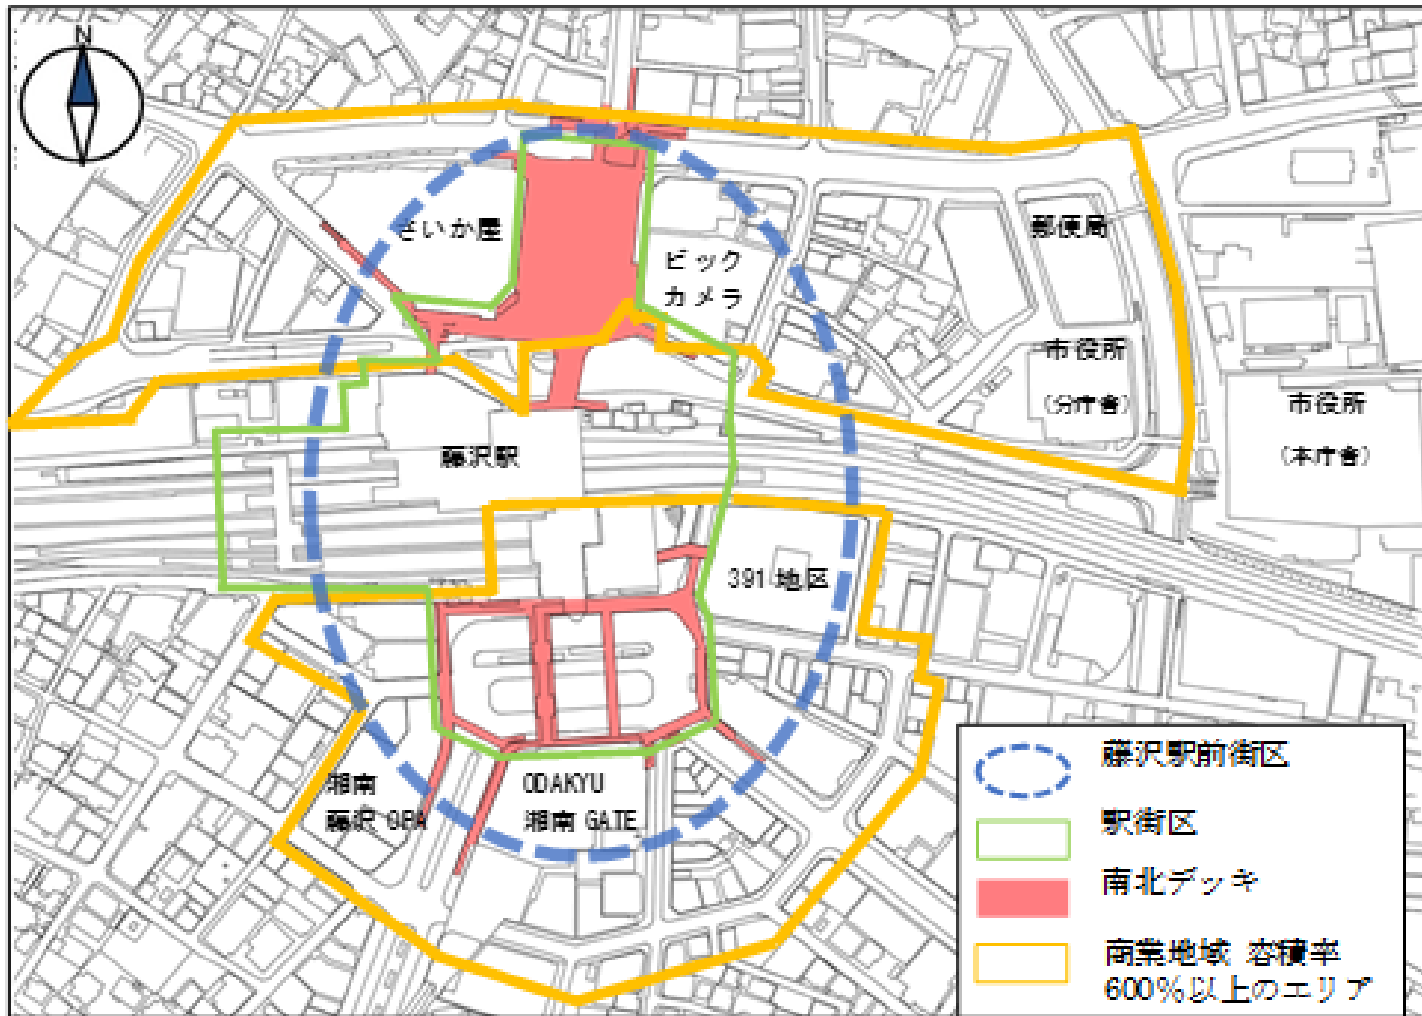 N
さいか屋
ビック
カメラ
郵便局
市役所
(分庁舎)
市役所
(本庁舎)
藤沢駅
391 地区
湘南
藤沢 OPA
ODAKYU
湘南 GATE
藤沢駅前街区
駅街区
南北デッキ
商業地域 容積率
600%以上のエリア